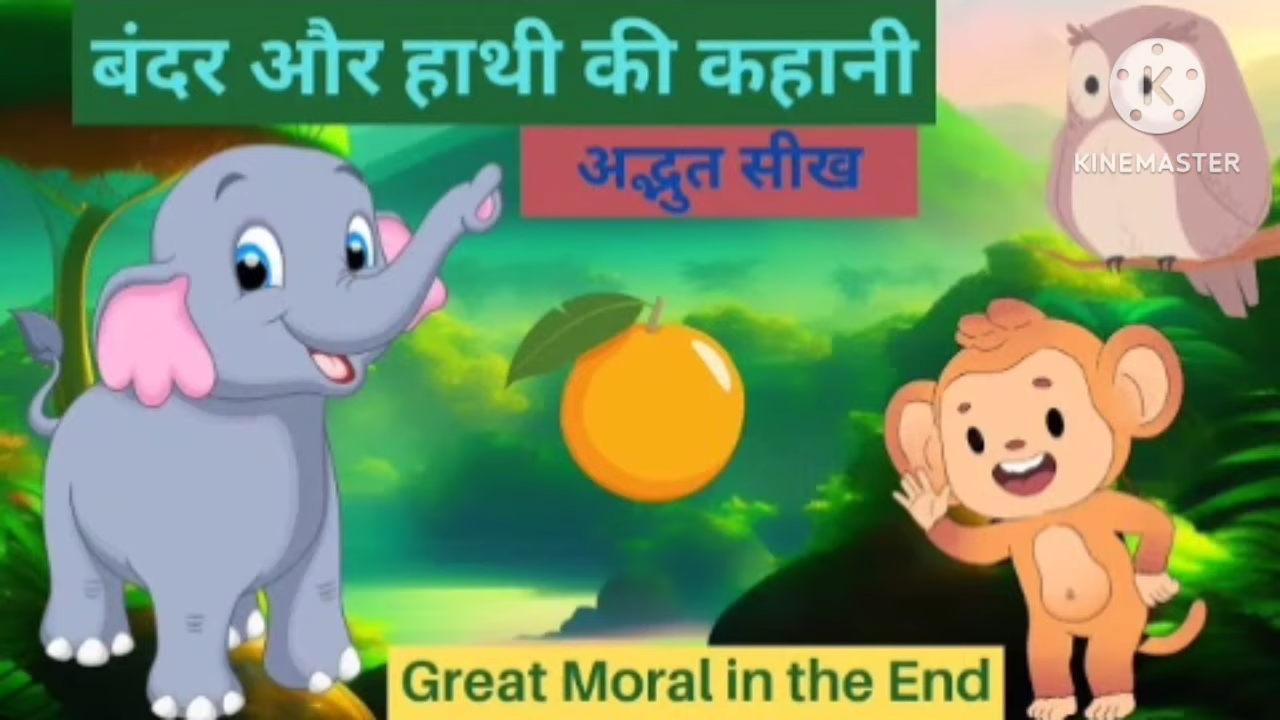 बंदर और हाथी की कहानी
अद्भुत सीख
K
KINEMASTER
Great Moral in the End